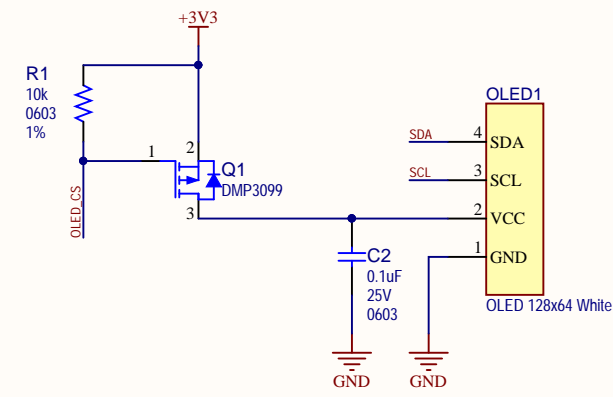 +3V3
R1
10k
0603
1%
OLED_CS
1
2
3
Q1
DMP3099
C2
0.1uF
25V
0603
GND
GND
OLED1
SDA
4
SDA
SCL
3
SCL
2
VCC
1
GND
OLED 128x64 White